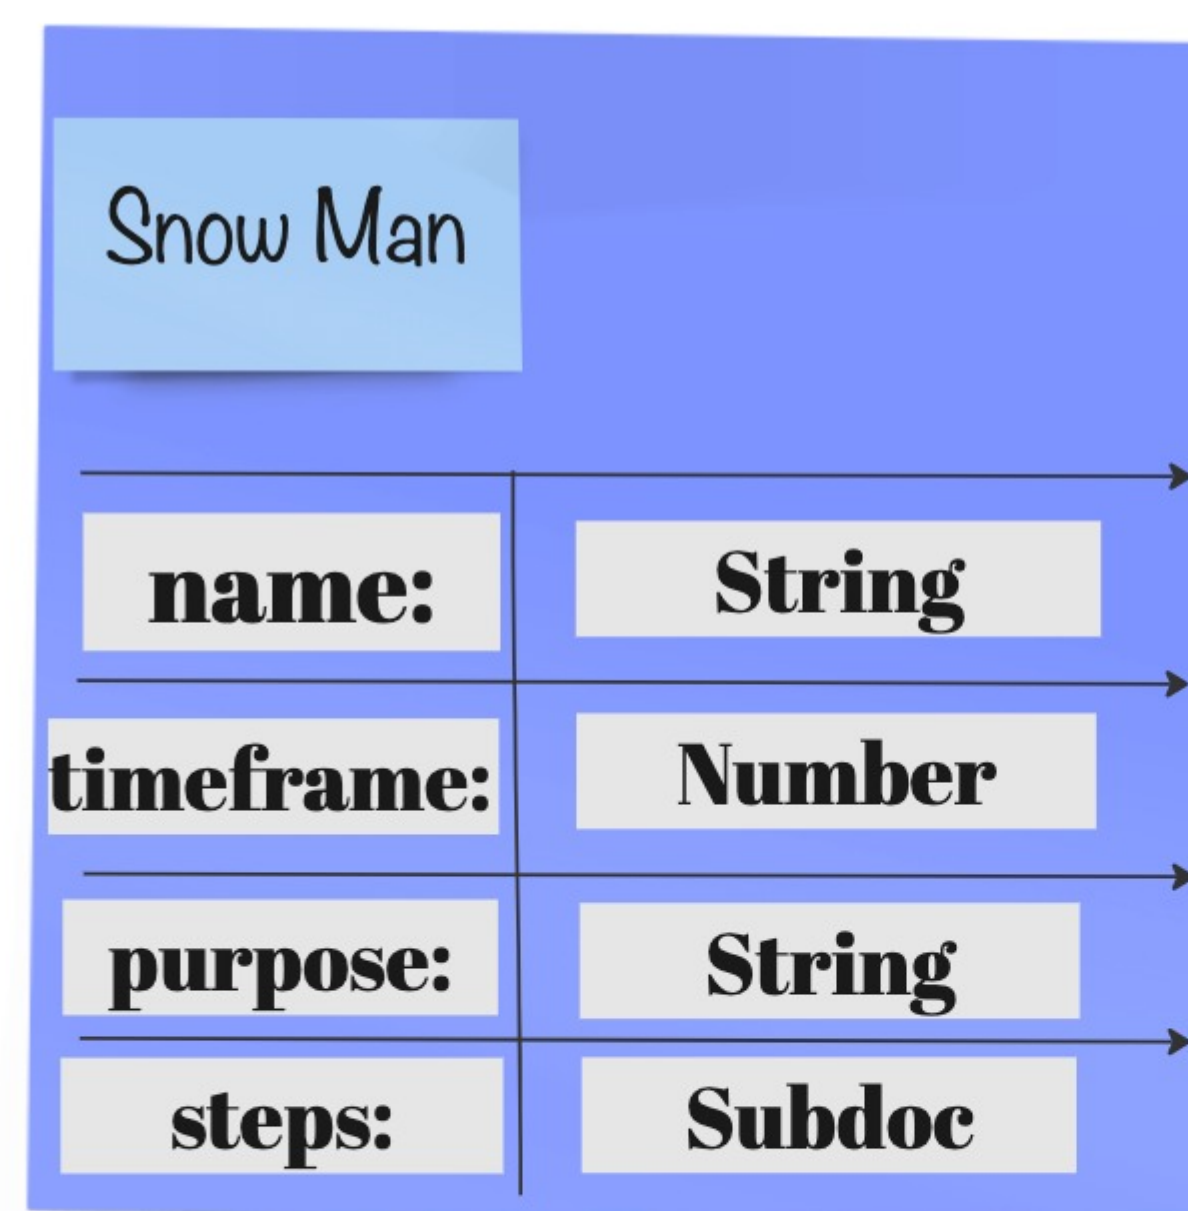 Snow Man
name: String
timeframe: Number
purpose: String
steps: Subdoc